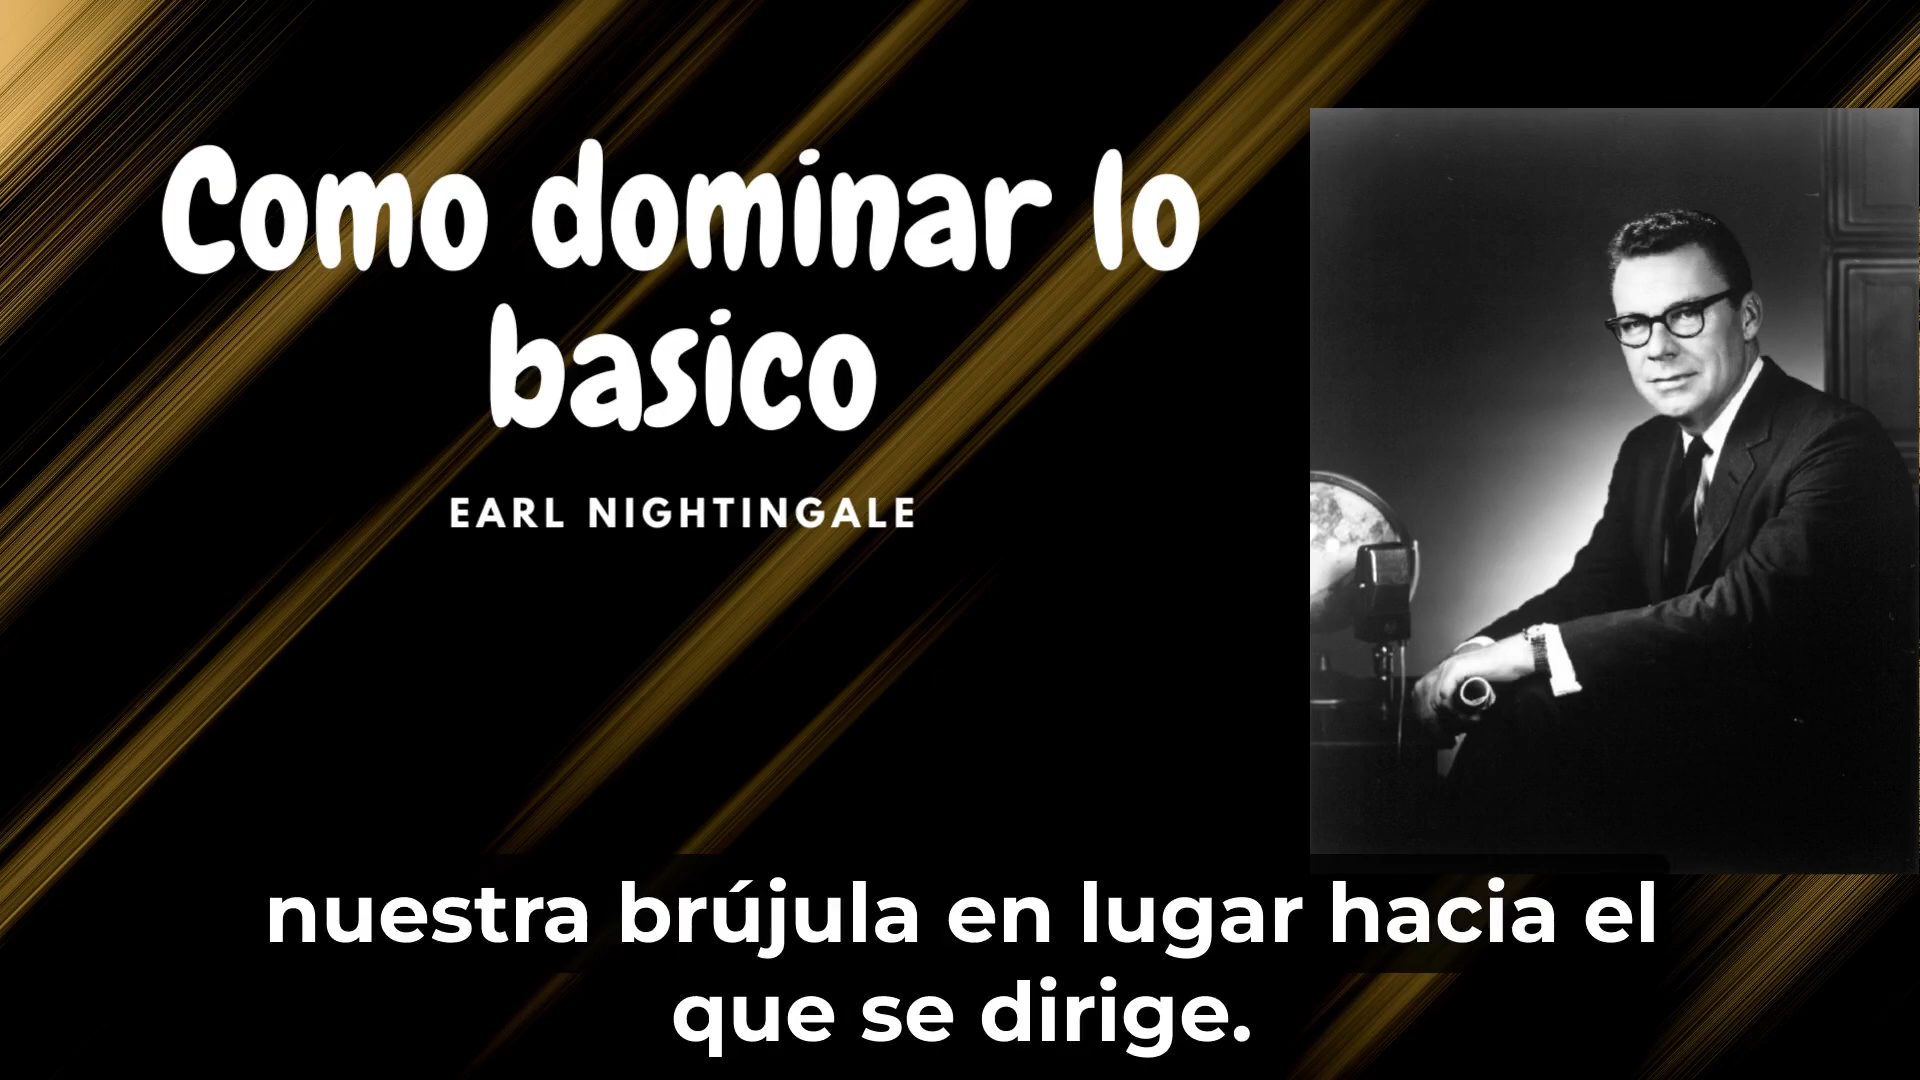 Como dominar lo
basico
EARL NIGHTINGALE
nuestra brújula en lugar hacia el
que se dirige.